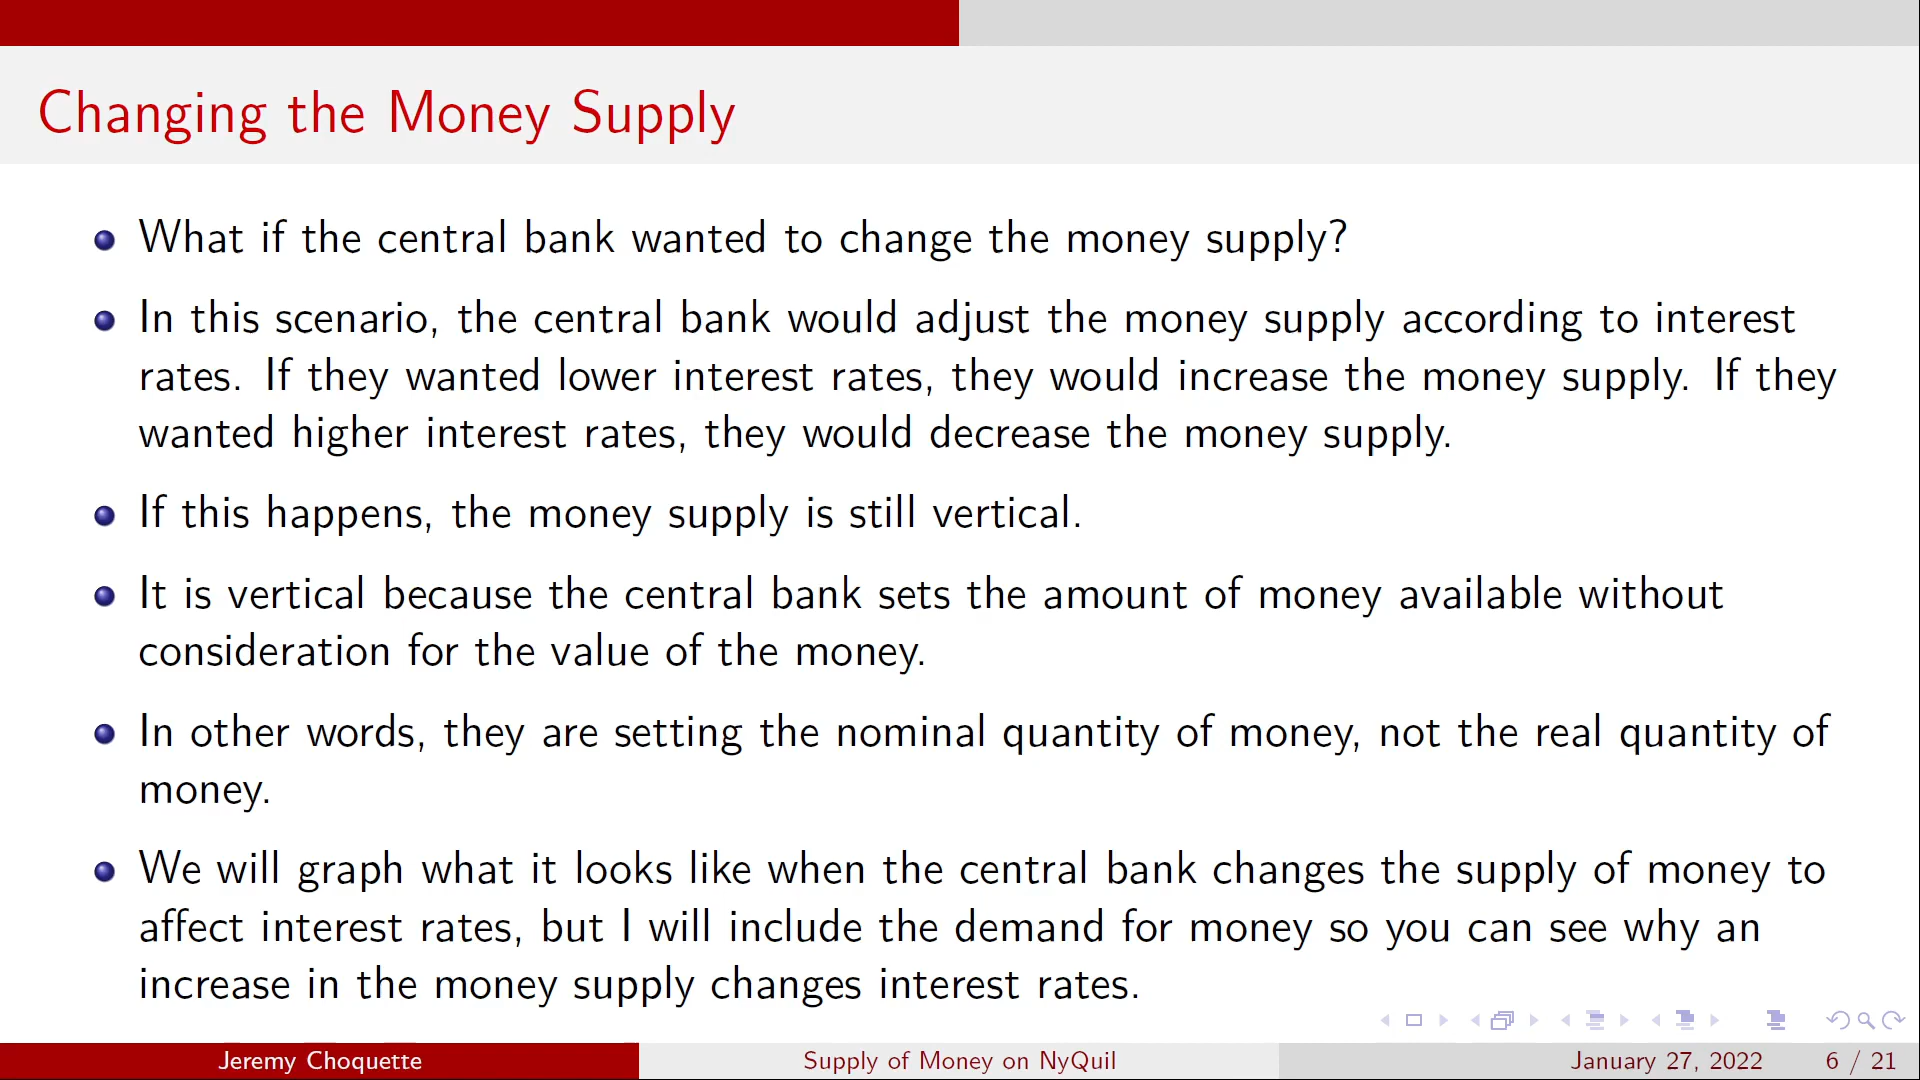 Changing the Money Supply
What if the central bank wanted to change the money supply?
In this scenario, the central bank would adjust the money supply according to interest
rates. If they wanted lower interest rates, they would increase the money supply. If they
wanted higher interest rates, they would decrease the money supply.
If this happens, the money supply is still vertical.
It is vertical because the central bank sets the amount of money available without
consideration for the value of the money.
In other words, they are setting the nominal quantity of money, not the real quantity of
money.
We will graph what it looks like when the central bank changes the supply of money to
affect interest rates, but I will include the demand for money so you can see why an
increase in the money supply changes interest rates.
Jeremy Choquette
Supply of Money on NyQuil
January 27, 2022
6 / 21